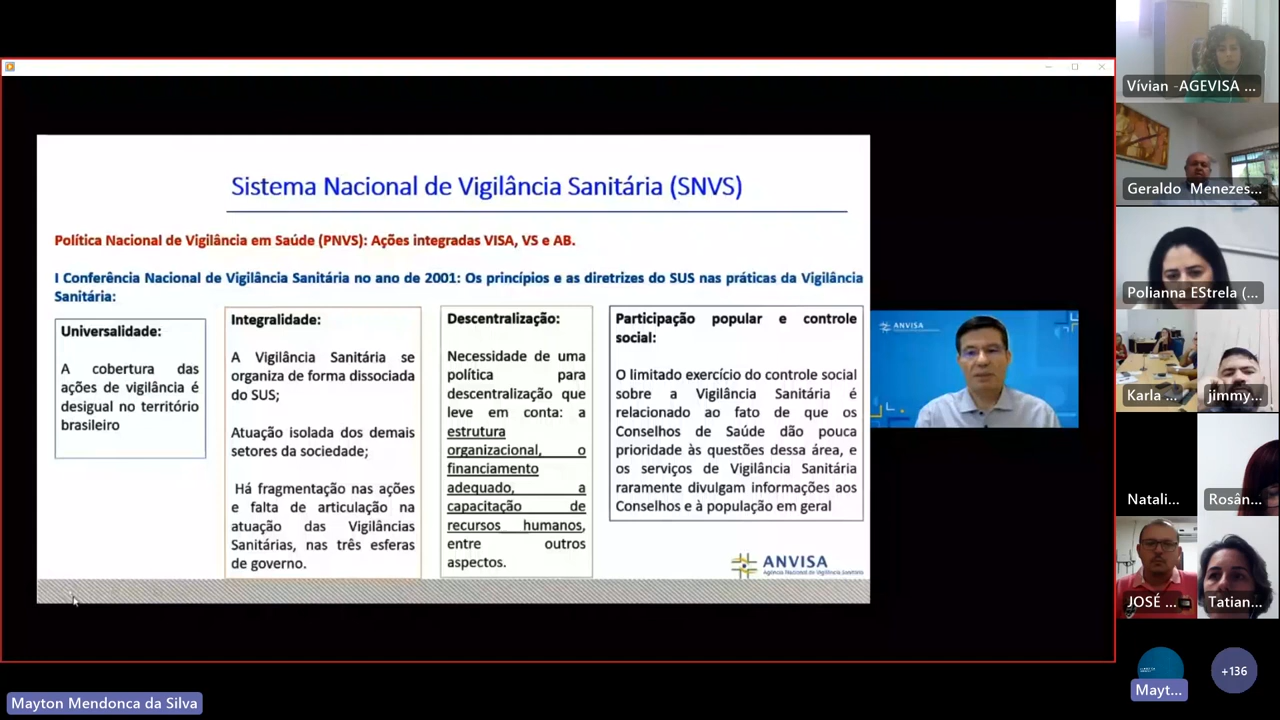 Sistema Nacional de Vigilância Sanitária (SNVS)
Política Nacional de Vigilância em Saúde (PNVS): Ações integradas VISA, VS e AB.
I Conferência Nacional de Vigilância Sanitária no ano de 2001: Os princípios e as diretrizes do SUS nas práticas da Vigilância
Sanitária:
Universalidade:
A cobertura das
ações de vigilância é
desigual no território
brasileiro
Integralidade:
A Vigilância Sanitária se
organiza de forma dissociada
do SUS;
Atuação isolada dos demais
setores da sociedade;
Há fragmentação nas ações
e falta de articulação na
atuação das Vigilâncias
Sanitárias, nas três esferas
de governo.
Descentralização:
Necessidade de uma
política para
descentralização que
leve em conta: a
estrutura
organizacional, o
financiamento
adequado, a
capacitação de
recursos humanos,
entre outros
aspectos.
Participação popular e controle
social:
O limitado exercício do controle social
sobre a Vigilância Sanitária é
relacionado ao fato de que os
Conselhos de Saúde dão pouca
prioridade às questões dessa área, e
os serviços de Vigilância Sanitária
raramente divulgam informações aos
Conselhos e à população em geral
ANVISA
Agência Nacional de Vigilância Sanitária
ANVISA
Vívian -AGEVISA ...
Geraldo Menezes...
Polianna EStrela (...
Karla ...
jimmy...
Natali...
Rosân...
JOSÉ ...
Tatian...
Mayt...
+136
Mayton Mendonca da Silva